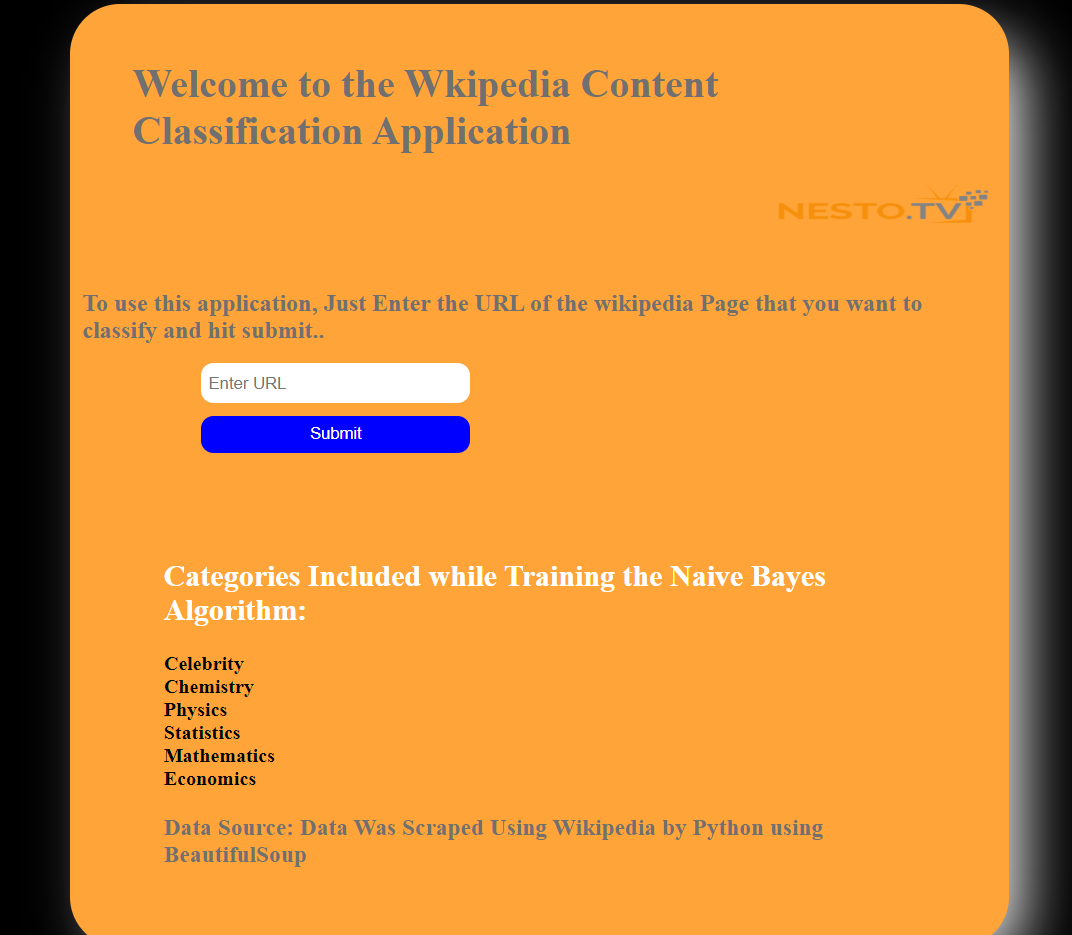 Welcome to the Wkipedia Content
Classification Application
NESTO.TV
To use this application, Just Enter the URL of the wikipedia Page that you want to
classify and hit submit..
Enter URL
Submit
Categories Included while Training the Naive Bayes
Algorithm:
Celebrity
Chemistry
Physics
Statistics
Mathematics
Economics
Data Source: Data Was Scraped Using Wikipedia by Python using
BeautifulSoup